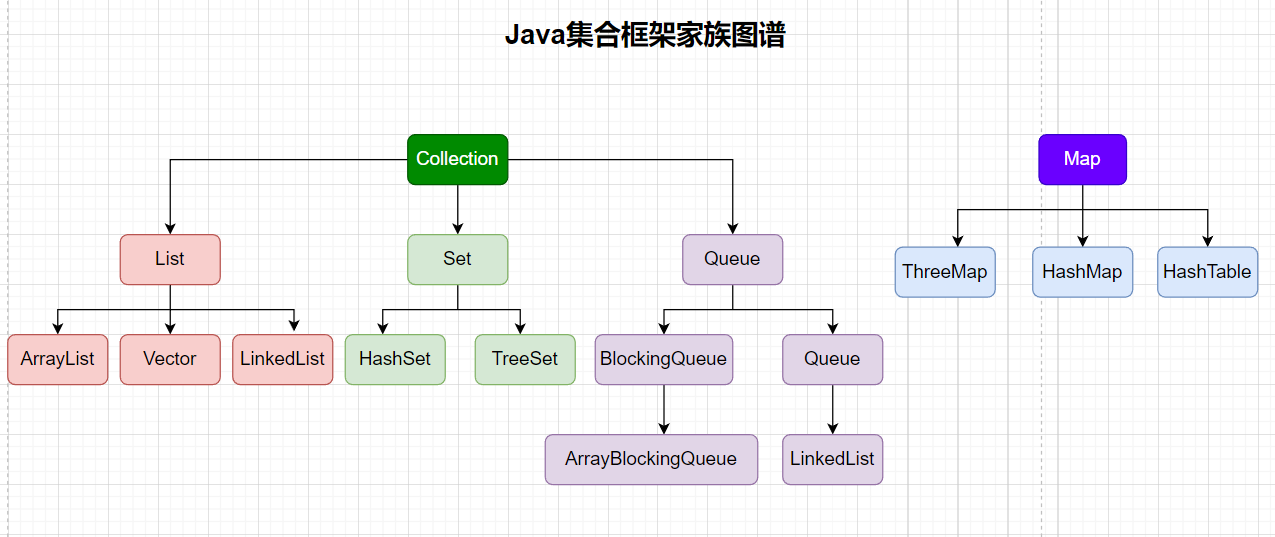 Java集合框架家族图谱
Collection
Map
List
Set
Queue
ThreeMap
HashMap
HashTable
ArrayList
Vector
LinkedList
HashSet
TreeSet
BlockingQueue
Queue
ArrayBlockingQueue
LinkedList